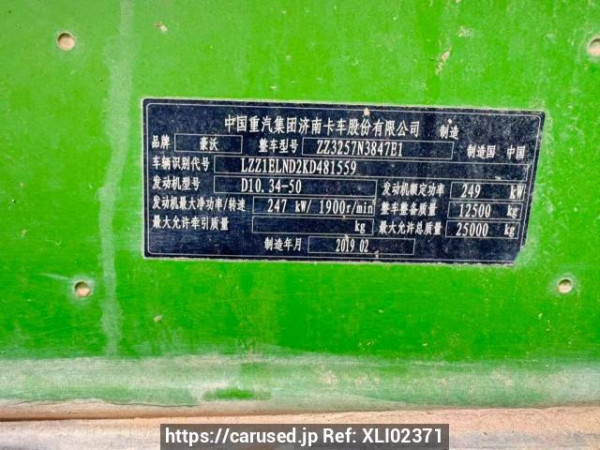 中国重汽集团济南卡车股份有限公司 制造
品牌 豪沃 整车型号 ZZ3257N3847E1 制造国 中国
车辆识别代号 LZZ1ELND2KD481559
发动机型号 D10.34-50 发动机额定功率 249 kW
发动机最大净功率/转速 247 kW/ 1900r/min 整车整备质量 12500 kg
最大允许牵引质量 kg 最大允许总质量 25000 kg
制造年月 2019 02
https://carused.jp Ref: XLI02371